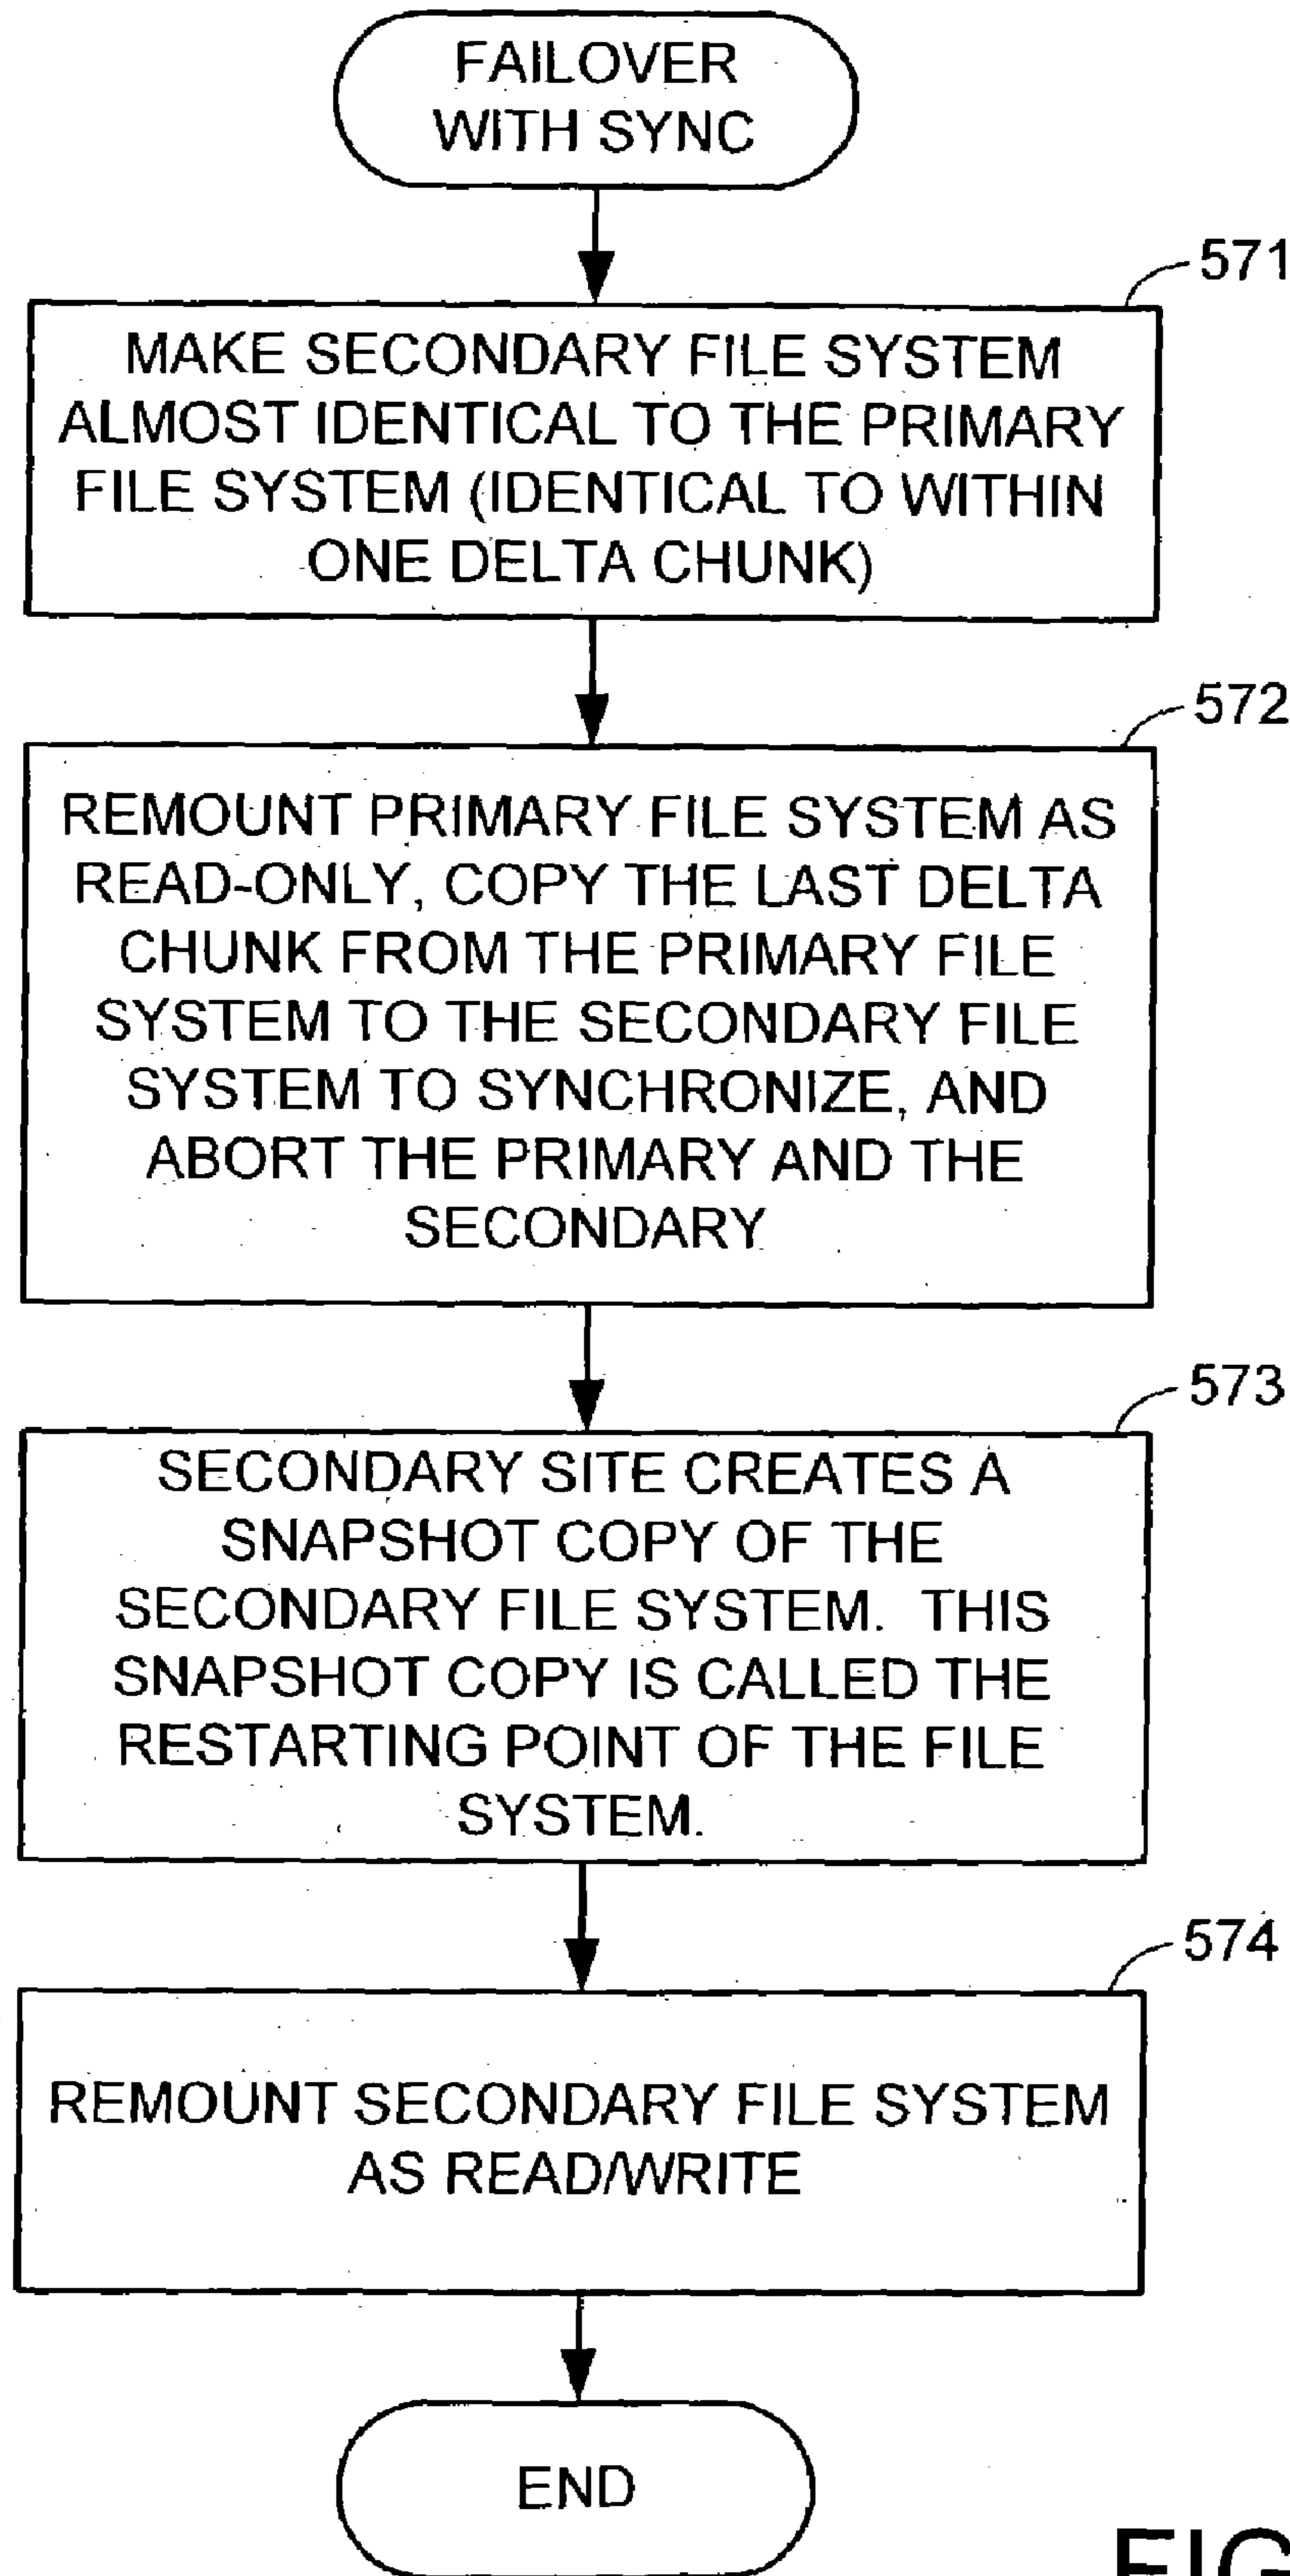 FAILOVER
WITH SYNC
571
MAKE SECONDARY FILE SYSTEM
ALMOST IDENTICAL TO THE PRIMARY
FILE SYSTEM (IDENTICAL TO WITHIN
ONE DELTA CHUNK)
572
REMOUNT PRIMARY FILE SYSTEM AS
READ-ONLY, COPY THE LAST DELTA
CHUNK FROM THE PRIMARY FILE
SYSTEM TO THE SECONDARY FILE
SYSTEM TO SYNCHRONIZE, AND
ABORT THE PRIMARY AND THE
SECONDARY
573
SECONDARY SITE CREATES A
SNAPSHOT COPY OF THE
SECONDARY FILE SYSTEM. THIS
SNAPSHOT COPY IS CALLED THE
RESTARTING POINT OF THE FILE
SYSTEM.
574
REMOUNT SECONDARY FILE SYSTEM
AS READ/WRITE
END
FIG